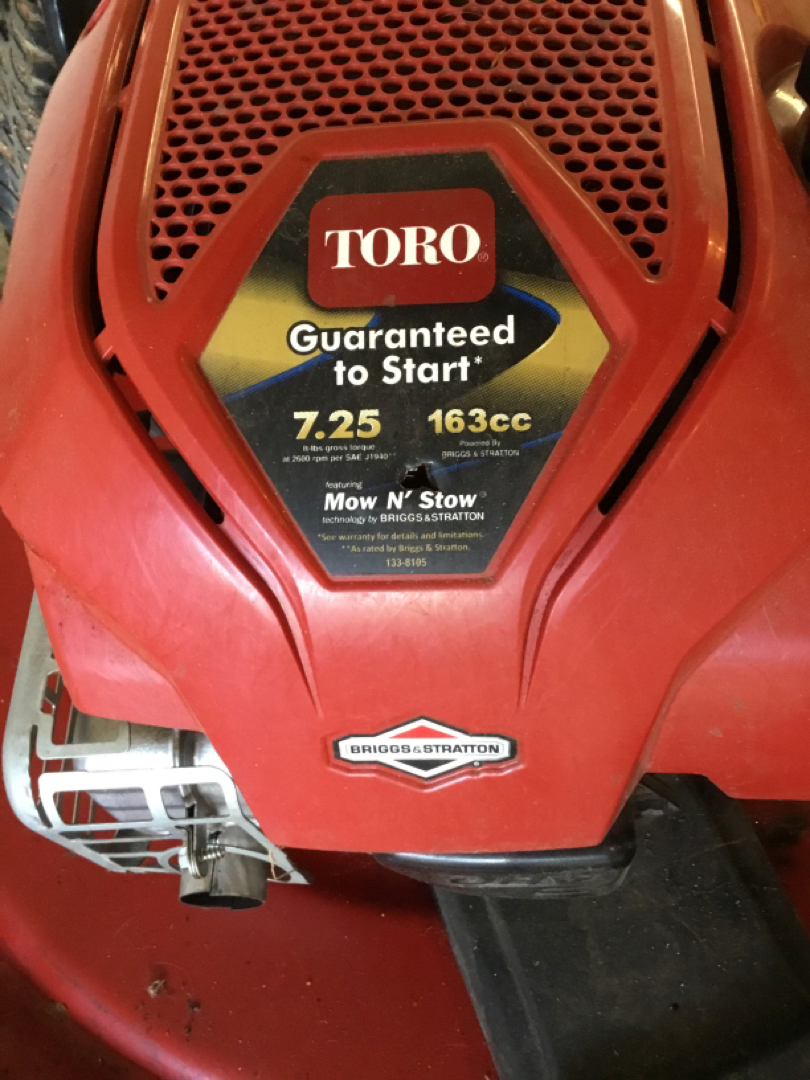 TORO®
Guaranteed
to Start*
7.25 163cc
ft-lbs gross torque Powered By
at 2600 rpm per SAE J1940** BRIGGS & STRATTON
featuring
Mow N' Stow®
technology by BRIGGS & STRATTON
*See warranty for details and limitations.
**As rated by Briggs & Stratton.
133-8105
BRIGGS & STRATTON®